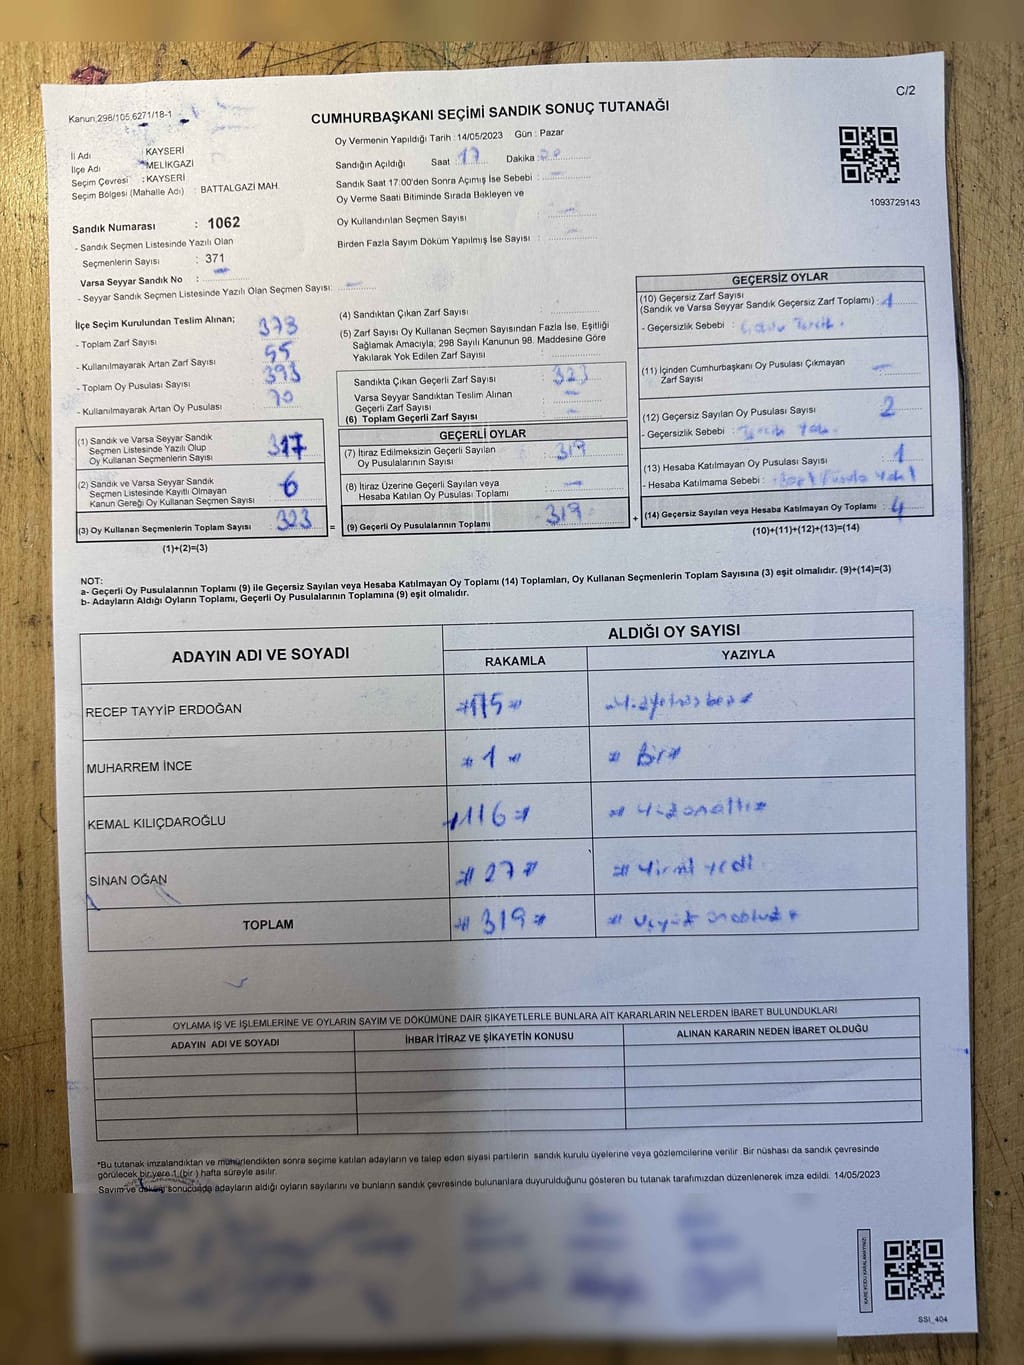 C/2
Kanun;298/105,6271/18-1
CUMHURBAŞKANI SEÇİMİ SANDIK SONUÇ TUTANAĞI
İl Adı : KAYSERİ
İlçe Adı : MELİKGAZİ
Seçim Çevresi : KAYSERİ
Seçim Bölgesi (Mahalle Adı) : BATTALGAZİ MAH.
Oy Vermenin Yapıldığı Tarih : 14/05/2023 Gün : Pazar
Sandığın Açıldığı Saat : 17 Dakika :
Sandık Saat 17:00'den Sonra Açımış İse Sebebi : —
Oy Verme Saati Bitiminde Sırada Bekleyen ve
Oy Kullandırılan Seçmen Sayısı : —
Birden Fazla Sayım Döküm Yapılmış İse Sayısı : —
1093729143
Sandık Numarası : 1062
- Sandık Seçmen Listesinde Yazılı Olan
Seçmenlerin Sayısı : 371
Varsa Seyyar Sandık No : —
- Seyyar Sandık Seçmen Listesinde Yazılı Olan Seçmen Sayısı: —
İlçe Seçim Kurulundan Teslim Alınan;
- Toplam Zarf Sayısı : 373
- Kullanılmayarak Artan Zarf Sayısı : 55
- Toplam Oy Pusulası Sayısı : 393
- Kullanılmayarak Artan Oy Pusulası : 70
(1) Sandık ve Varsa Seyyar Sandık
Seçmen Listesinde Yazılı Olup
Oy Kullanan Seçmenlerin Sayısı : 317
(2) Sandık ve Varsa Seyyar Sandık
Seçmen Listesinde Kayıtlı Olmayan
Kanun Gereği Oy Kullanan Seçmen Sayısı : 6
(3) Oy Kullanan Seçmenlerin Toplam Sayısı : 323
(1)+(2)=(3)
(4) Sandıktan Çıkan Zarf Sayısı :
(5) Zarf Sayısı Oy Kullanan Seçmen Sayısından Fazla İse, Eşitliği
Sağlamak Amacıyla; 298 Sayılı Kanunun 98. Maddesine Göre
Yakılarak Yok Edilen Zarf Sayısı :
Sandıkta Çıkan Geçerli Zarf Sayısı : 323
Varsa Seyyar Sandıktan Teslim Alınan
Geçerli Zarf Sayısı : —
(6) Toplam Geçerli Zarf Sayısı : —
GEÇERLİ OYLAR
(7) İtiraz Edilmeksizin Geçerli Sayılan
Oy Pusulalarının Sayısı : 319
(8) İtiraz Üzerine Geçerli Sayılan veya
Hesaba Katılan Oy Pusulası Toplamı : —
= (9) Geçerli Oy Pusulalarının Toplamı : 319 +
GEÇERSİZ OYLAR
(10) Geçersiz Zarf Sayısı
(Sandık ve Varsa Seyyar Sandık Geçersiz Zarf Toplamı) : 1
- Geçersizlik Sebebi :
(11) İçinden Cumhurbaşkanı Oy Pusulası Çıkmayan
Zarf Sayısı : —
(12) Geçersiz Sayılan Oy Pusulası Sayısı : 2
- Geçersizlik Sebebi :
(13) Hesaba Katılmayan Oy Pusulası Sayısı : 1
- Hesaba Katılmama Sebebi :
(14) Geçersiz Sayılan veya Hesaba Katılmayan Oy Toplamı : 4
(10)+(11)+(12)+(13)=(14)
NOT:
a- Geçerli Oy Pusulalarının Toplamı (9) ile Geçersiz Sayılan veya Hesaba Katılmayan Oy Toplamı (14) Toplamları, Oy Kullanan Seçmenlerin Toplam Sayısına (3) eşit olmalıdır. (9)+(14)=(3)
b- Adayların Aldığı Oyların Toplamı, Geçerli Oy Pusulalarının Toplamına (9) eşit olmalıdır.
ADAYIN ADI VE SOYADI
ALDIĞI OY SAYISI
RAKAMLA YAZIYLA
RECEP TAYYİP ERDOĞAN #175#
MUHARREM İNCE #1# #Bir#
KEMAL KILIÇDAROĞLU #116# #Yüzonaltı#
SİNAN OĞAN #27# #Yirmi yedi
TOPLAM #319# #üçyüz ondokuz#
OYLAMA İŞ VE İŞLEMLERİNE VE OYLARIN SAYIM VE DÖKÜMÜNE DAİR ŞİKAYETLERLE BUNLARA AİT KARARLARIN NELERDEN İBARET BULUNDUKLARI
ADAYIN ADI VE SOYADI İHBAR İTİRAZ VE ŞİKAYETİN KONUSU ALINAN KARARIN NEDEN İBARET OLDUĞU
*Bu tutanak imzalandıktan ve mühürlendikten sonra seçime katılan adayların ve talep eden siyasi partilerin sandık kurulu üyelerine veya gözlemcilerine verilir. Bir nüshası da sandık çevresinde
görülecek bir yere 1 (bir) hafta süreyle asılır.
Sayım ve döküm sonucunda adayların aldığı oyların sayılarını ve bunların sandık çevresinde bulunanlara duyurulduğunu gösteren bu tutanak tarafımızdan düzenlenerek imza edildi. 14/05/2023
KARE KODU KARALAMAYINIZ!
SSI_404